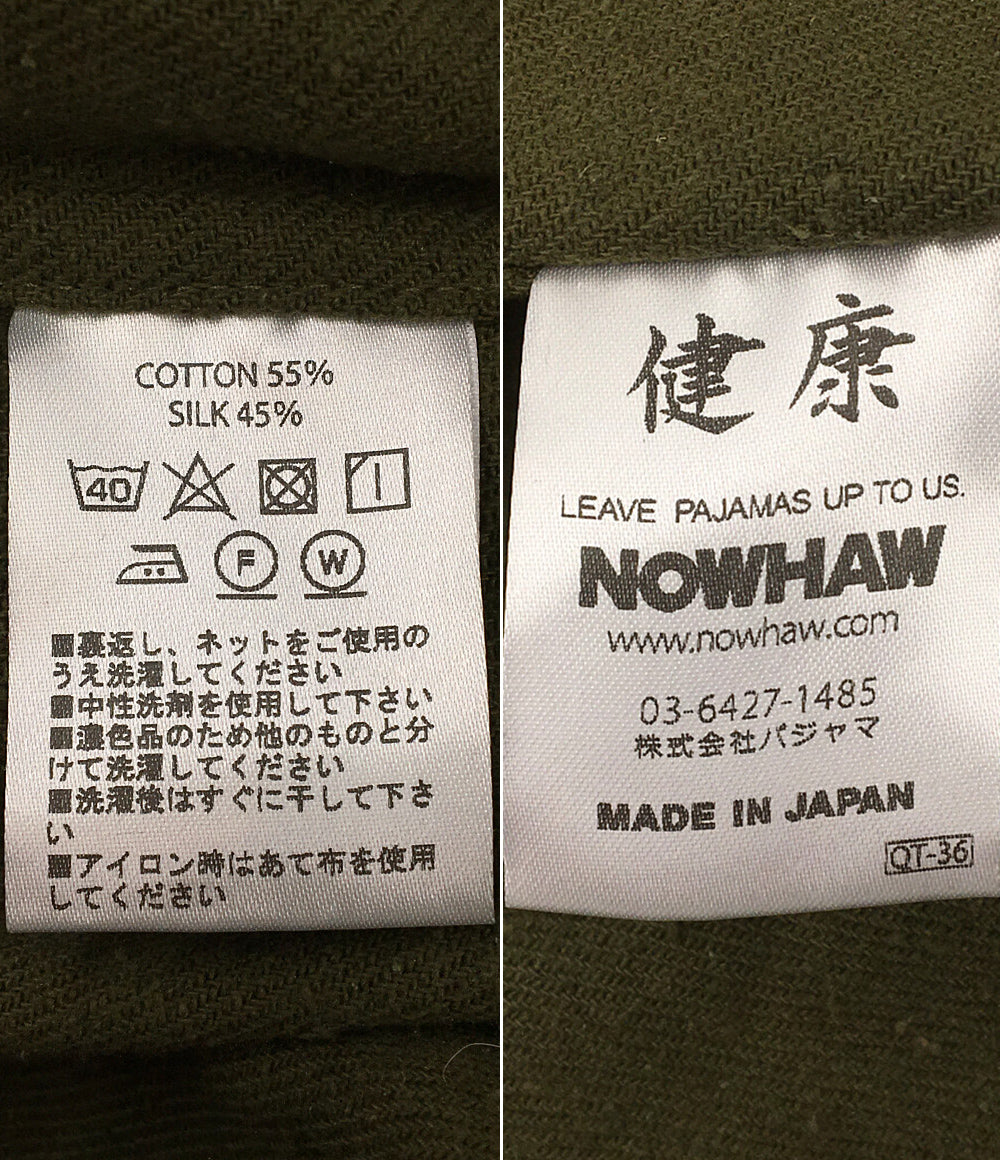 COTTON 55%
SILK 45%
40
F W
■裏返し、ネットをご使用の
うえ洗濯してください
■中性洗剤を使用して下さい
■濃色品のため他のものと分
けて洗濯してください
■洗濯後はすぐに干して下さ
い
■アイロン時はあて布を使用
してください
健康
LEAVE PAJAMAS UP TO US.
NOWHAW
www.nowhaw.com
03-6427-1485
株式会社パジャマ
MADE IN JAPAN
QT-36